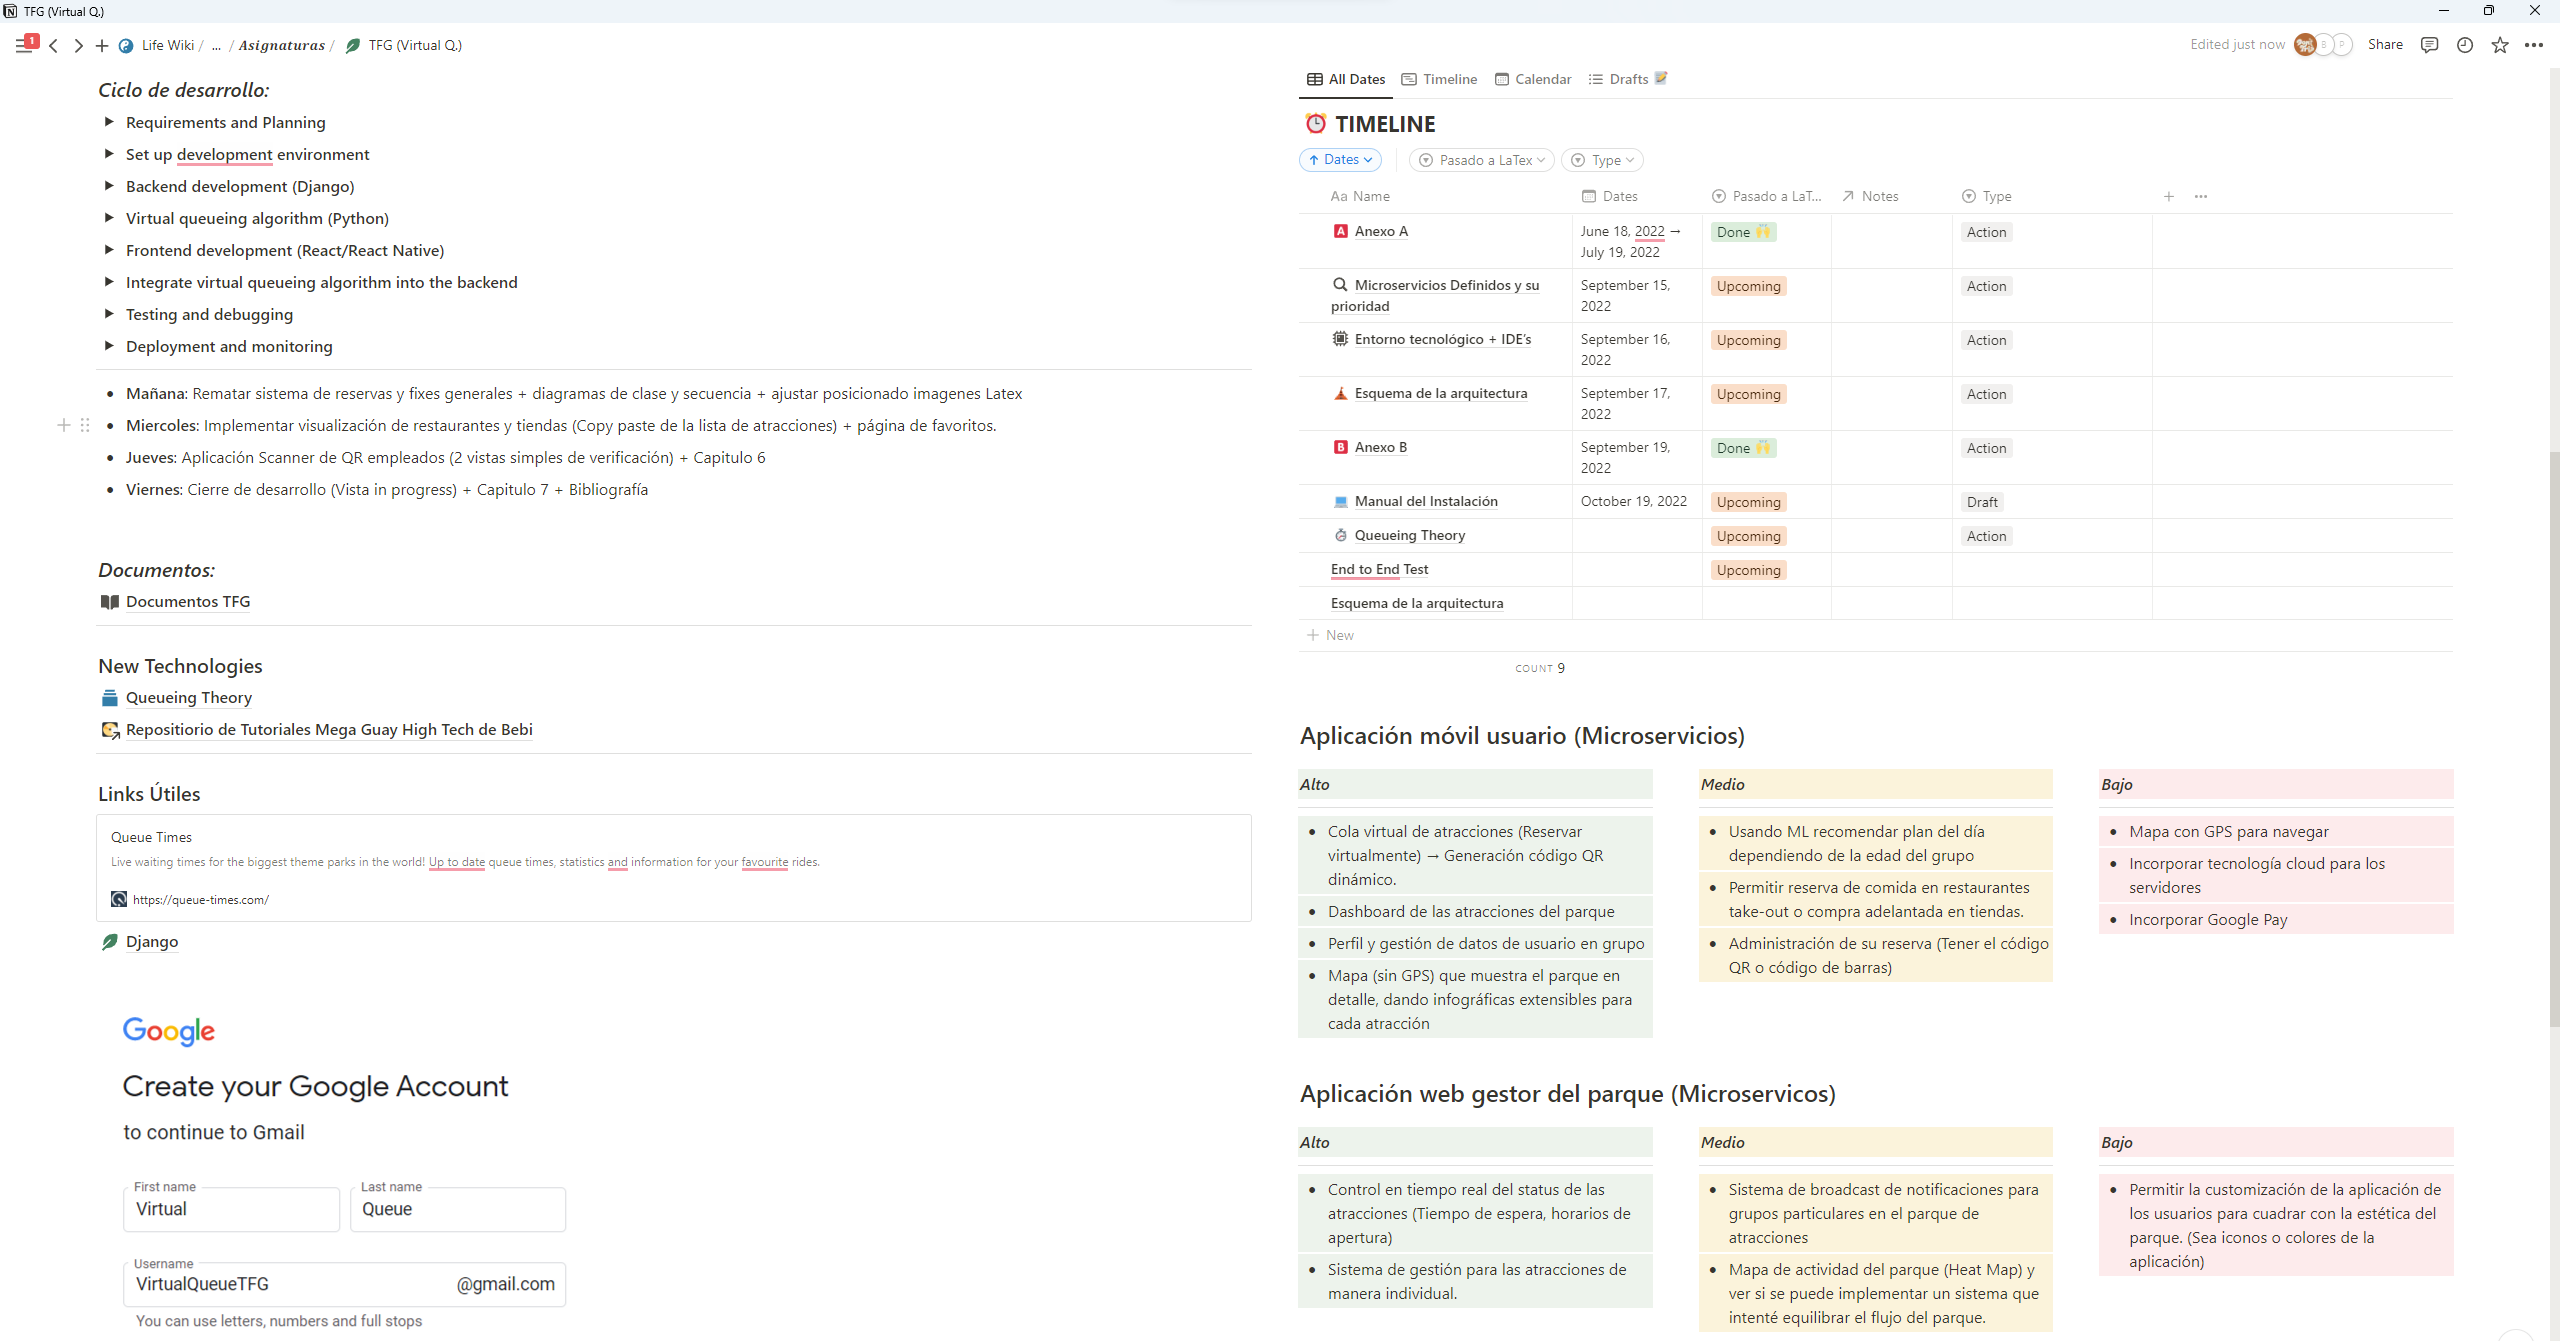 TFG (Virtual Q.)
1
Life Wiki / ... / Asignaturas / TFG (Virtual Q.)
Edited just now
B
P
Share
Ciclo de desarrollo:
Requirements and Planning
Set up development environment
Backend development (Django)
Virtual queueing algorithm (Python)
Frontend development (React/React Native)
Integrate virtual queueing algorithm into the backend
Testing and debugging
Deployment and monitoring
Mañana: Rematar sistema de reservas y fixes generales + diagramas de clase y secuencia + ajustar posicionado imagenes Latex
Miercoles: Implementar visualización de restaurantes y tiendas (Copy paste de la lista de atracciones) + página de favoritos.
Jueves: Aplicación Scanner de QR empleados (2 vistas simples de verificación) + Capitulo 6
Viernes: Cierre de desarrollo (Vista in progress) + Capitulo 7 + Bibliografía
Documentos:
Documentos TFG
New Technologies
Queueing Theory
Repositiorio de Tutoriales Mega Guay High Tech de Bebi
Links Útiles
Queue Times
Live waiting times for the biggest theme parks in the world! Up to date queue times, statistics and information for your favourite rides.
https://queue-times.com/
Django
Google
Create your Google Account
to continue to Gmail
First name
Virtual
Last name
Queue
Username
VirtualQueueTFG
@gmail.com
You can use letters, numbers and full stops
All Dates
Timeline
Calendar
Drafts
TIMELINE
Dates
Pasado a LaTex
Type
Aa Name
Dates
Pasado a LaT...
Notes
Type
A Anexo A
June 18, 2022 →
July 19, 2022
Done
Action
Microservicios Definidos y su
prioridad
September 15,
2022
Upcoming
Action
Entorno tecnológico + IDE's
September 16,
2022
Upcoming
Action
Esquema de la arquitectura
September 17,
2022
Upcoming
Action
B Anexo B
September 19,
2022
Done
Action
Manual del Instalación
October 19, 2022
Upcoming
Draft
Queueing Theory
Upcoming
Action
End to End Test
Upcoming
Esquema de la arquitectura
New
COUNT 9
Aplicación móvil usuario (Microservicios)
Alto
Cola virtual de atracciones (Reservar
virtualmente) → Generación código QR
dinámico.
Dashboard de las atracciones del parque
Perfil y gestión de datos de usuario en grupo
Mapa (sin GPS) que muestra el parque en
detalle, dando infográficas extensibles para
cada atracción
Medio
Usando ML recomendar plan del día
dependiendo de la edad del grupo
Permitir reserva de comida en restaurantes
take-out o compra adelantada en tiendas.
Administración de su reserva (Tener el código
QR o código de barras)
Bajo
Mapa con GPS para navegar
Incorporar tecnología cloud para los
servidores
Incorporar Google Pay
Aplicación web gestor del parque (Microservicos)
Alto
Control en tiempo real del status de las
atracciones (Tiempo de espera, horarios de
apertura)
Sistema de gestión para las atracciones de
manera individual.
Medio
Sistema de broadcast de notificaciones para
grupos particulares en el parque de
atracciones
Mapa de actividad del parque (Heat Map) y
ver si se puede implementar un sistema que
intenté equilibrar el flujo del parque.
Bajo
Permitir la customización de la aplicación de
los usuarios para cuadrar con la estética del
parque. (Sea iconos o colores de la
aplicación)